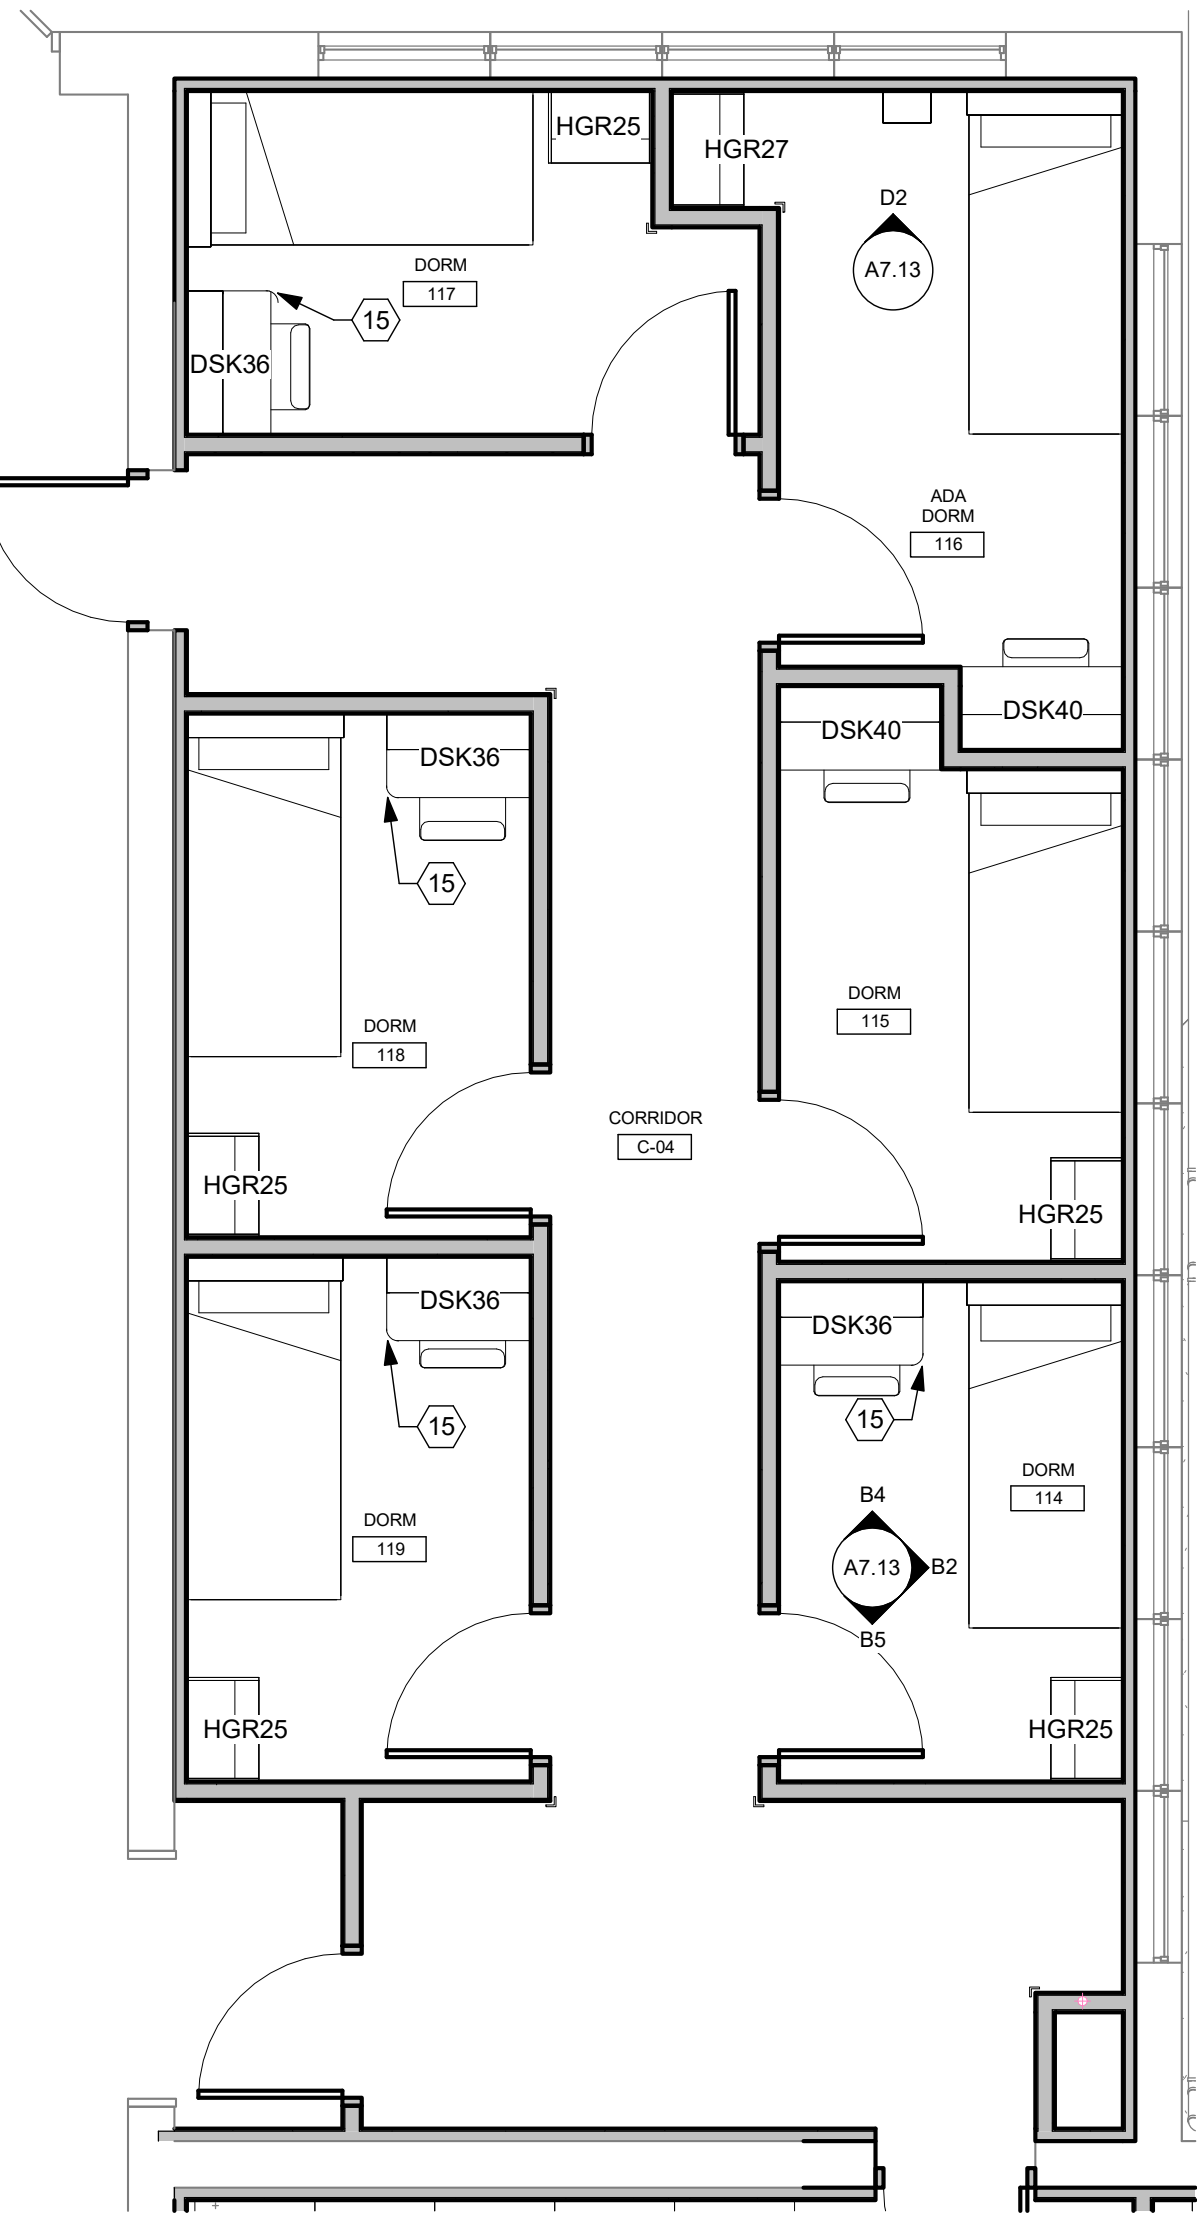 HGR25
HGR27
D2
A7.13
DORM
117
15
DSK36
ADA
DORM
116
DSK40
DSK40
DSK36
15
DORM
115
DORM
118
CORRIDOR
C-04
HGR25
HGR25
DSK36
DSK36
15
15
DORM
114
B4
A7.13
B2
B5
DORM
119
HGR25
HGR25